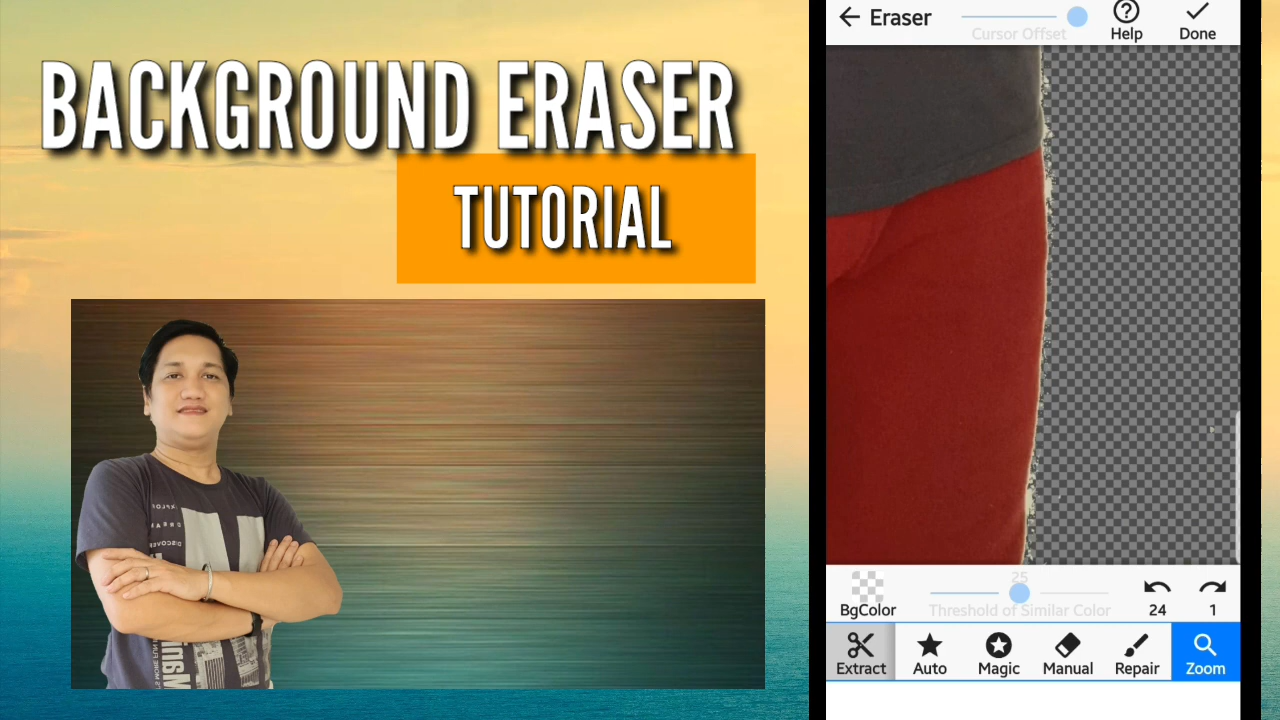 BACKGROUND ERASER
TUTORIAL
Eraser
Cursor Offset
Help
Done
25
BgColor
Threshold of Similar Color
24
1
Extract
Auto
Magic
Manual
Repair
Zoom